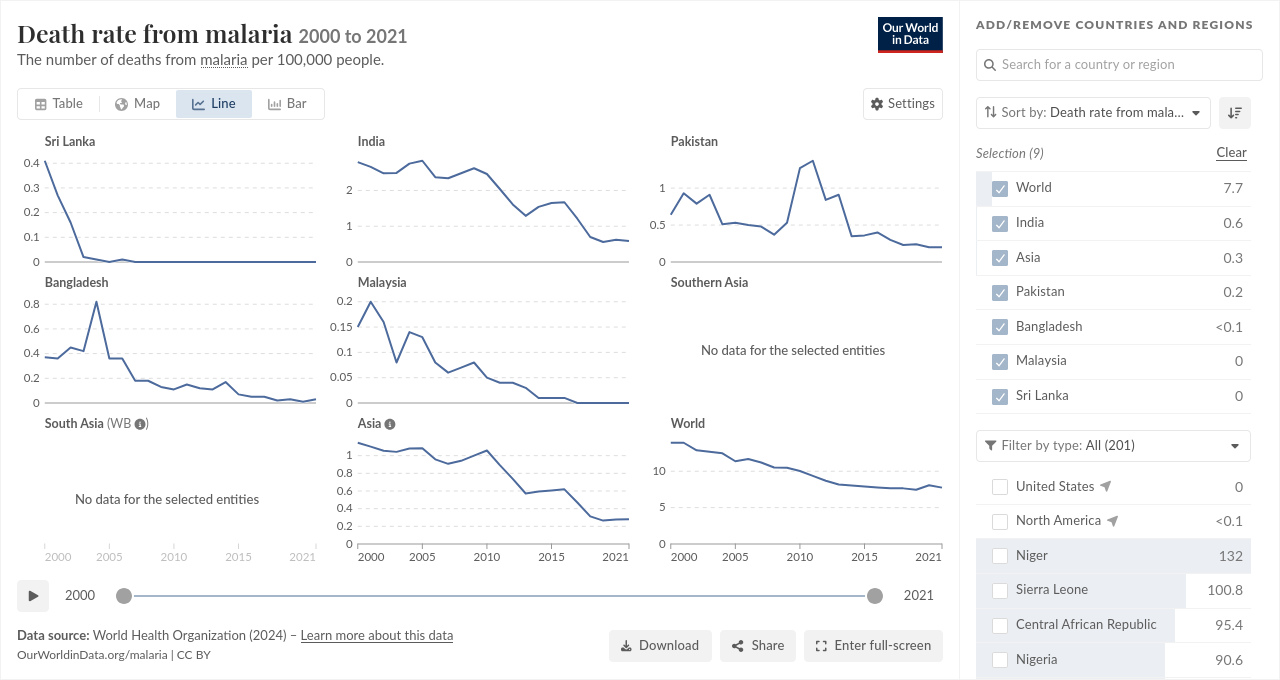 Death rate from malaria 2000 to 2021
The number of deaths from malaria per 100,000 people.
Our World
in Data
Table
Map
Line
Bar
Settings
Sri Lanka
0.4
0.3
0.2
0.1
0
India
2
1
0
Pakistan
1
0.5
0
Bangladesh
0.8
0.6
0.4
0.2
0
Malaysia
0.2
0.15
0.1
0.05
0
Southern Asia
No data for the selected entities
South Asia (WB i)
No data for the selected entities
2000 2005 2010 2015 2021
Asia i
1
0.8
0.6
0.4
0.2
0
2000 2005 2010 2015 2021
World
10
5
0
2000 2005 2010 2015 2021
2000
2021
Data source: World Health Organization (2024) – Learn more about this data
OurWorldinData.org/malaria | CC BY
Download
Share
Enter full-screen
ADD/REMOVE COUNTRIES AND REGIONS
Search for a country or region
Sort by: Death rate from mala...
Selection (9)
Clear
World 7.7
India 0.6
Asia 0.3
Pakistan 0.2
Bangladesh <0.1
Malaysia 0
Sri Lanka 0
Filter by type: All (201)
United States 0
North America <0.1
Niger 132
Sierra Leone 100.8
Central African Republic 95.4
Nigeria 90.6